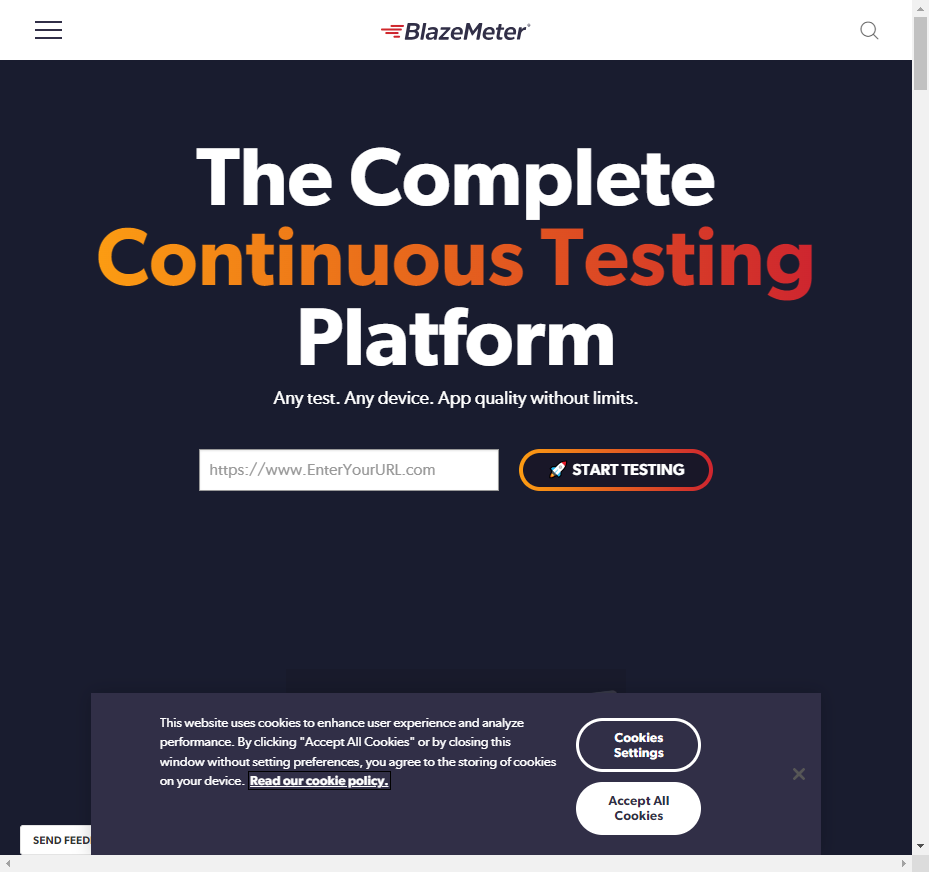 BlazeMeter®
The Complete
Continuous Testing
Platform
Any test. Any device. App quality without limits.
https://www.EnterYourURL.com
🚀 START TESTING
This website uses cookies to enhance user experience and analyze
performance. By clicking "Accept All Cookies" or by closing this
window without setting preferences, you agree to the storing of cookies
on your device. Read our cookie policy.
Cookies
Settings
Accept All
Cookies
SEND FEED